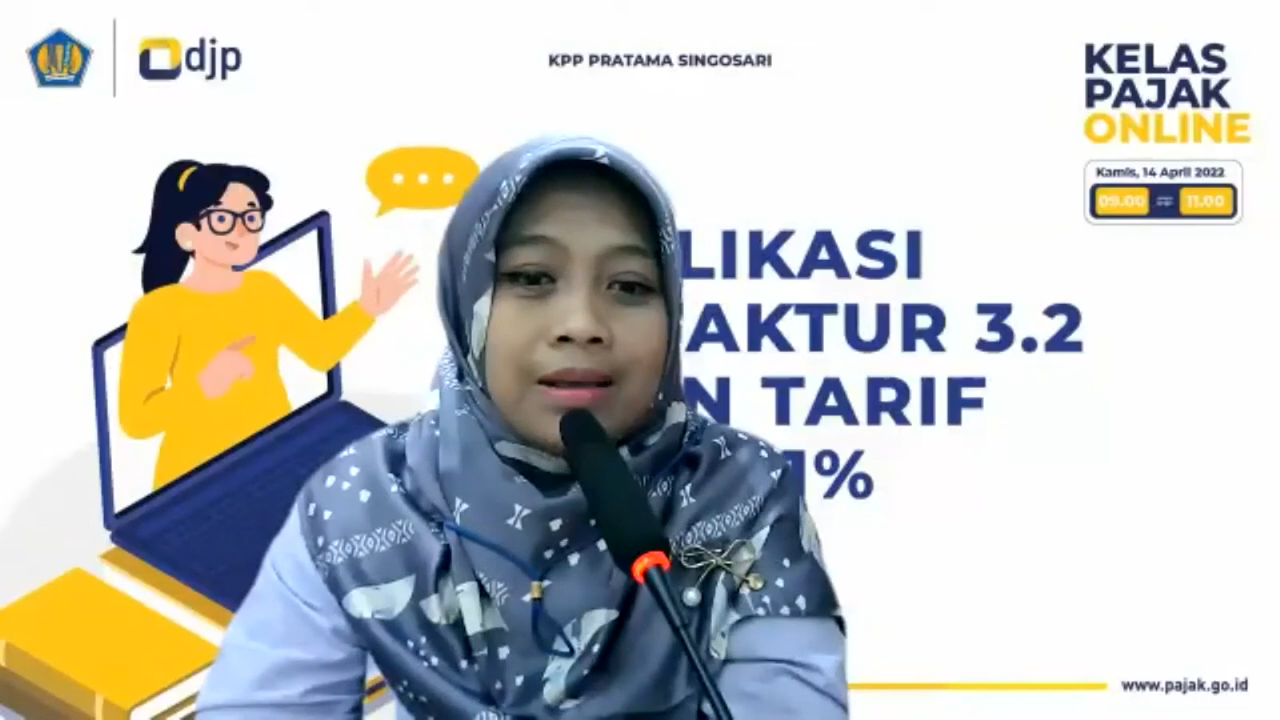 djp
KPP PRATAMA SINGOSARI
KELAS
PAJAK
ONLINE
Kamis, 14 April 2022
09.00 11.00
LIKASI
AKTUR 3.2
N TARIF
1%
www.pajak.go.id